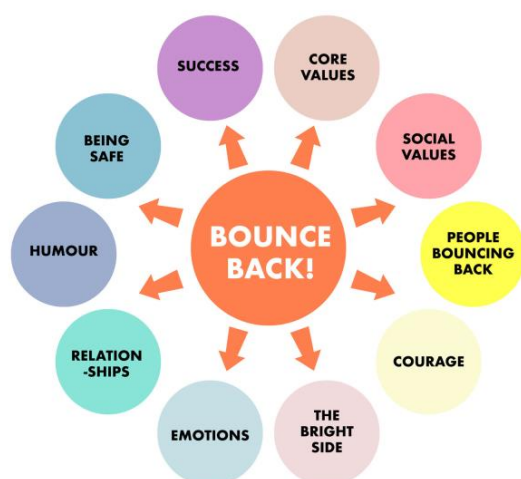 SUCCESS
CORE
VALUES
BEING
SAFE
SOCIAL
VALUES
HUMOUR
BOUNCE
BACK!
PEOPLE
BOUNCING
BACK
RELATION
-SHIPS
COURAGE
EMOTIONS
THE
BRIGHT
SIDE